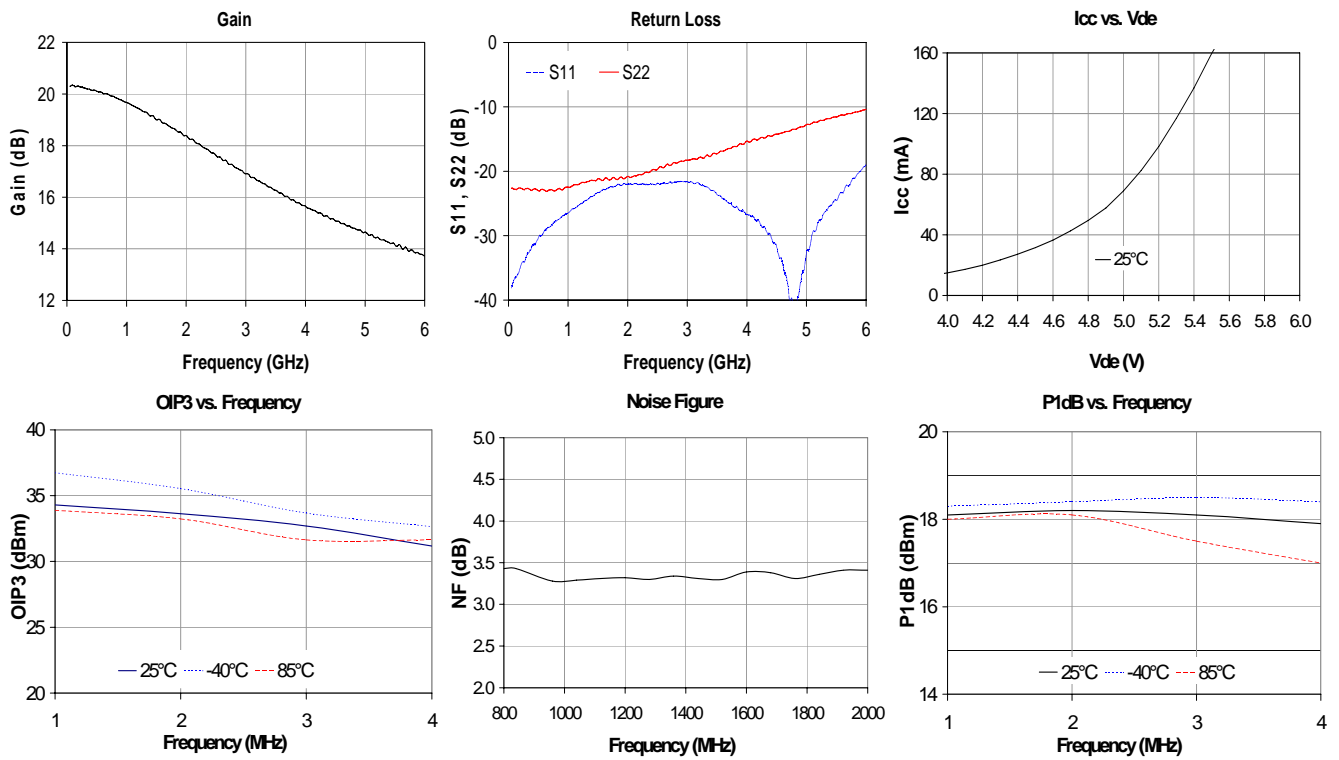 Gain
Gain (dB)
22
20
18
16
14
12
0 1 2 3 4 5 6
Frequency (GHz)
Return Loss
S11, S22 (dB)
S11 S22
0
-10
-20
-30
-40
0 1 2 3 4 5 6
Frequency (GHz)
Icc vs. Vde
Icc (mA)
160
120
80
40
0
25°C
4.0 4.2 4.4 4.6 4.8 5.0 5.2 5.4 5.6 5.8 6.0
Vde (V)
OIP3 vs. Frequency
OIP3 (dBm)
40
35
30
25
20
25°C -40°C 85°C
1 2 3 4
Frequency (MHz)
Noise Figure
NF (dB)
5.0
4.5
4.0
3.5
3.0
2.5
2.0
800 1000 1200 1400 1600 1800 2000
Frequency (MHz)
P1dB vs. Frequency
P1dB (dBm)
20
18
16
14
25°C -40°C 85°C
1 2 3 4
Frequency (MHz)